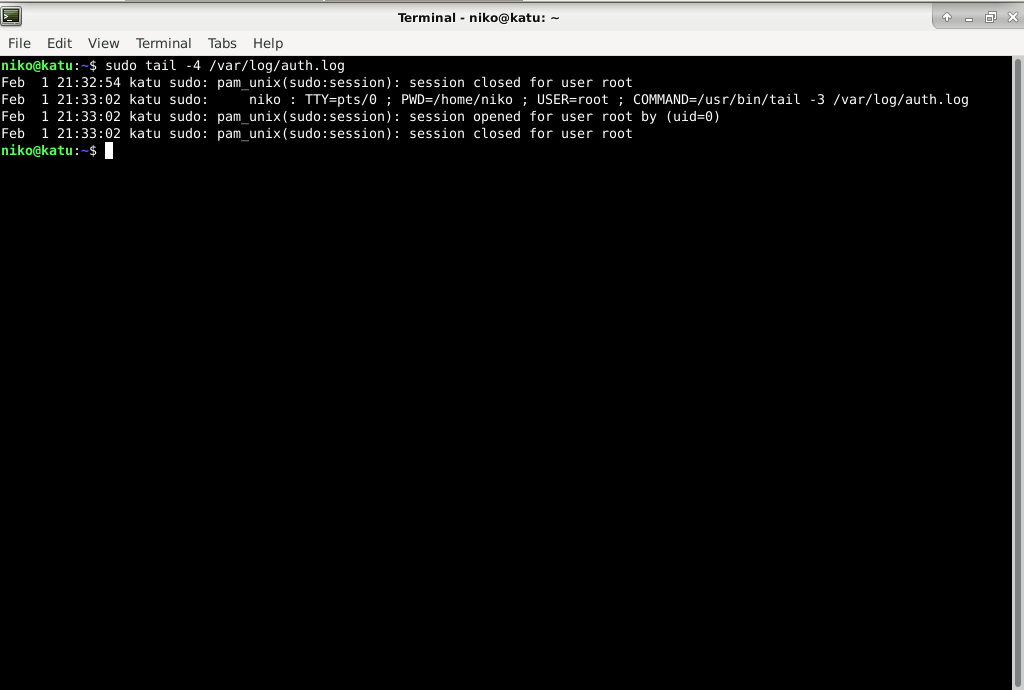 Terminal - niko@katu: ~
File Edit View Terminal Tabs Help
niko@katu:~$ sudo tail -4 /var/log/auth.log
Feb  1 21:32:54 katu sudo: pam_unix(sudo:session): session closed for user root
Feb  1 21:33:02 katu sudo:     niko : TTY=pts/0 ; PWD=/home/niko ; USER=root ; COMMAND=/usr/bin/tail -3 /var/log/auth.log
Feb  1 21:33:02 katu sudo: pam_unix(sudo:session): session opened for user root by (uid=0)
Feb  1 21:33:02 katu sudo: pam_unix(sudo:session): session closed for user root
niko@katu:~$